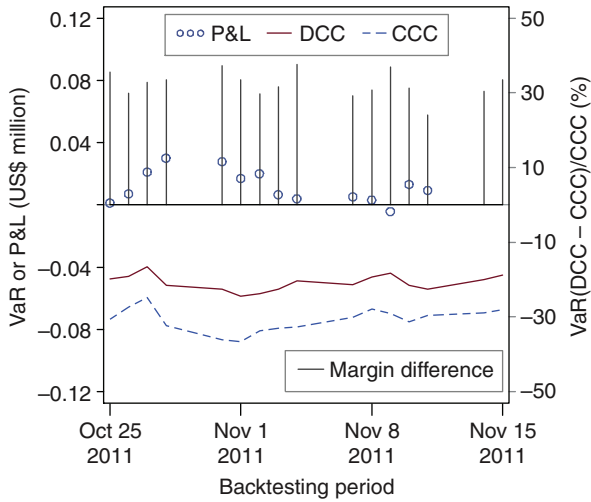 P&L DCC CCC
VaR or P&L (US$ million)
0.12
0.08
0.04
−0.04
−0.08
−0.12
50
30
10
−10
−30
−50
VaR(DCC − CCC)/CCC (%)
Margin difference
Oct 25 Nov 1 Nov 8 Nov 15
2011 2011 2011 2011
Backtesting period